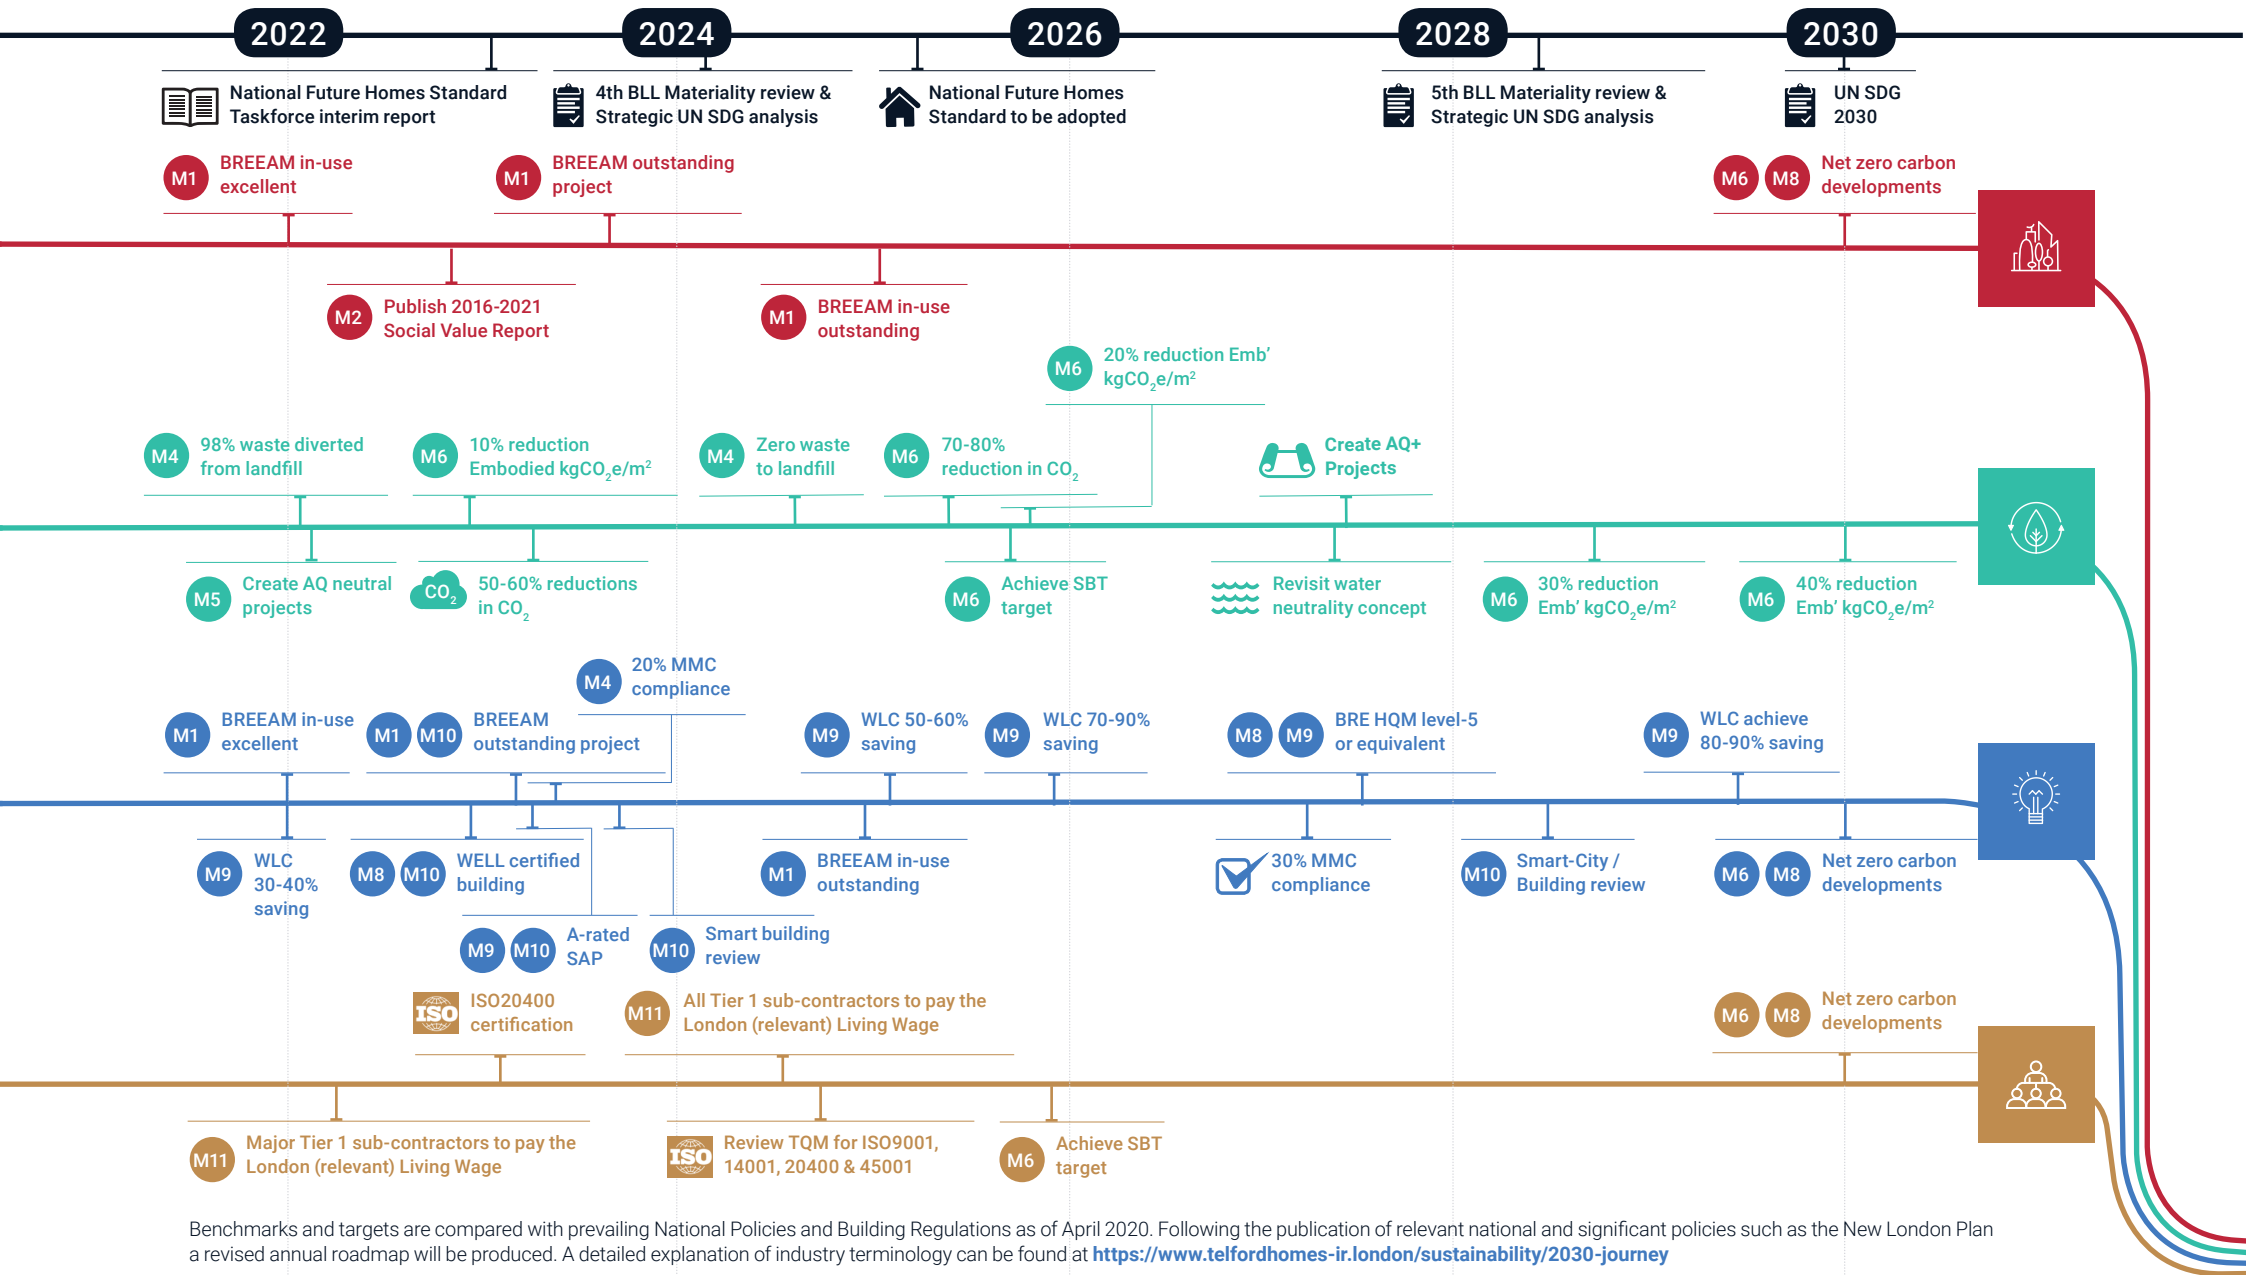 2022
2024
2026
2028
2030
National Future Homes Standard
Taskforce interim report
4th BLL Materiality review &
Strategic UN SDG analysis
National Future Homes
Standard to be adopted
5th BLL Materiality review &
Strategic UN SDG analysis
UN SDG
2030
M1
BREEAM in-use
excellent
M1
BREEAM outstanding
project
M6 M8
Net zero carbon
developments
M2
Publish 2016-2021
Social Value Report
M1
BREEAM in-use
outstanding
M6
20% reduction Emb’
kgCO₂e/m²
M4
98% waste diverted
from landfill
M6
10% reduction
Embodied kgCO₂e/m²
M4
Zero waste
to landfill
M6
70-80%
reduction in CO₂
Create AQ+
Projects
M5
Create AQ neutral
projects
CO₂
50-60% reductions
in CO₂
M6
Achieve SBT
target
Revisit water
neutrality concept
M6
30% reduction
Emb’ kgCO₂e/m²
M6
40% reduction
Emb’ kgCO₂e/m²
M4
20% MMC
compliance
M1
BREEAM in-use
excellent
M1 M10
BREEAM
outstanding project
M9
WLC 50-60%
saving
M9
WLC 70-90%
saving
M8 M9
BRE HQM level-5
or equivalent
M9
WLC achieve
80-90% saving
M9
WLC
30-40%
saving
M8 M10
WELL certified
building
M1
BREEAM in-use
outstanding
30% MMC
compliance
M10
Smart-City /
Building review
M6 M8
Net zero carbon
developments
M9 M10
A-rated
SAP
M10
Smart building
review
ISO
ISO20400
certification
M11
All Tier 1 sub-contractors to pay the
London (relevant) Living Wage
M6 M8
Net zero carbon
developments
M11
Major Tier 1 sub-contractors to pay the
London (relevant) Living Wage
ISO
Review TQM for ISO9001,
14001, 20400 & 45001
M6
Achieve SBT
target
Benchmarks and targets are compared with prevailing National Policies and Building Regulations as of April 2020. Following the publication of relevant national and significant policies such as the New London Plan
a revised annual roadmap will be produced. A detailed explanation of industry terminology can be found at https://www.telfordhomes-ir.london/sustainability/2030-journey